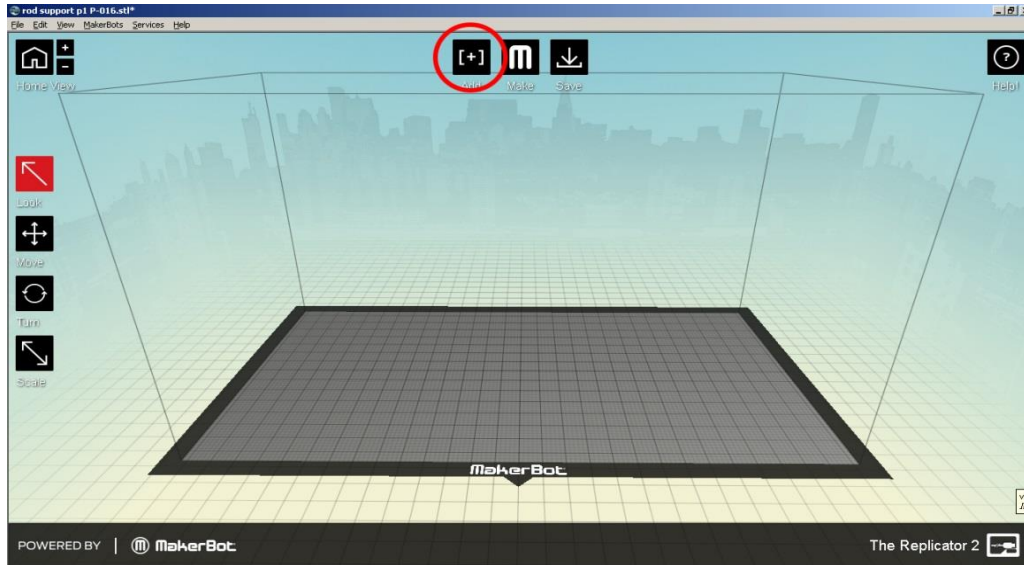 rod support p1 P-016.stl*
File Edit View MakerBots Services Help
+
[+] M ?
-
Home View Add Make Save Help!
Look
Move
Turn
Scale
MakerBot
POWERED BY | M MakerBot The Replicator 2